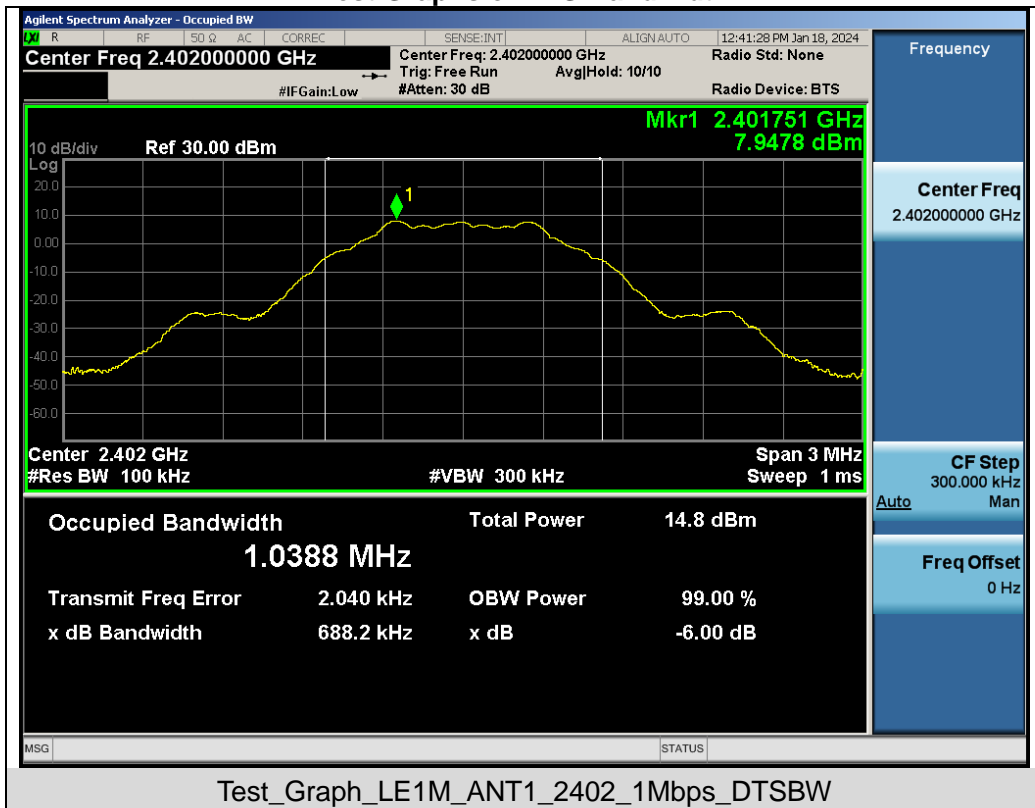 Agilent Spectrum Analyzer - Occupied BW
LXI R RF 50 Ω AC CORREC SENSE:INT ALIGN AUTO 12:41:28 PM Jan 18, 2024
Center Freq 2.402000000 GHz
Center Freq: 2.402000000 GHz
Radio Std: None
Trig: Free Run Avg|Hold: 10/10
#IFGain:Low #Atten: 30 dB Radio Device: BTS
Frequency
Mkr1 2.401751 GHz
7.9478 dBm
10 dB/div Ref 30.00 dBm
Log
20.0
10.0
0.00
-10.0
-20.0
-30.0
-40.0
-50.0
-60.0
1
Center 2.402 GHz Span 3 MHz
#Res BW 100 kHz #VBW 300 kHz Sweep 1 ms
Center Freq
2.402000000 GHz
CF Step
300.000 kHz
Auto Man
Freq Offset
0 Hz
Occupied Bandwidth Total Power 14.8 dBm
1.0388 MHz
Transmit Freq Error 2.040 kHz OBW Power 99.00 %
x dB Bandwidth 688.2 kHz x dB -6.00 dB
MSG STATUS
Test_Graph_LE1M_ANT1_2402_1Mbps_DTSBW